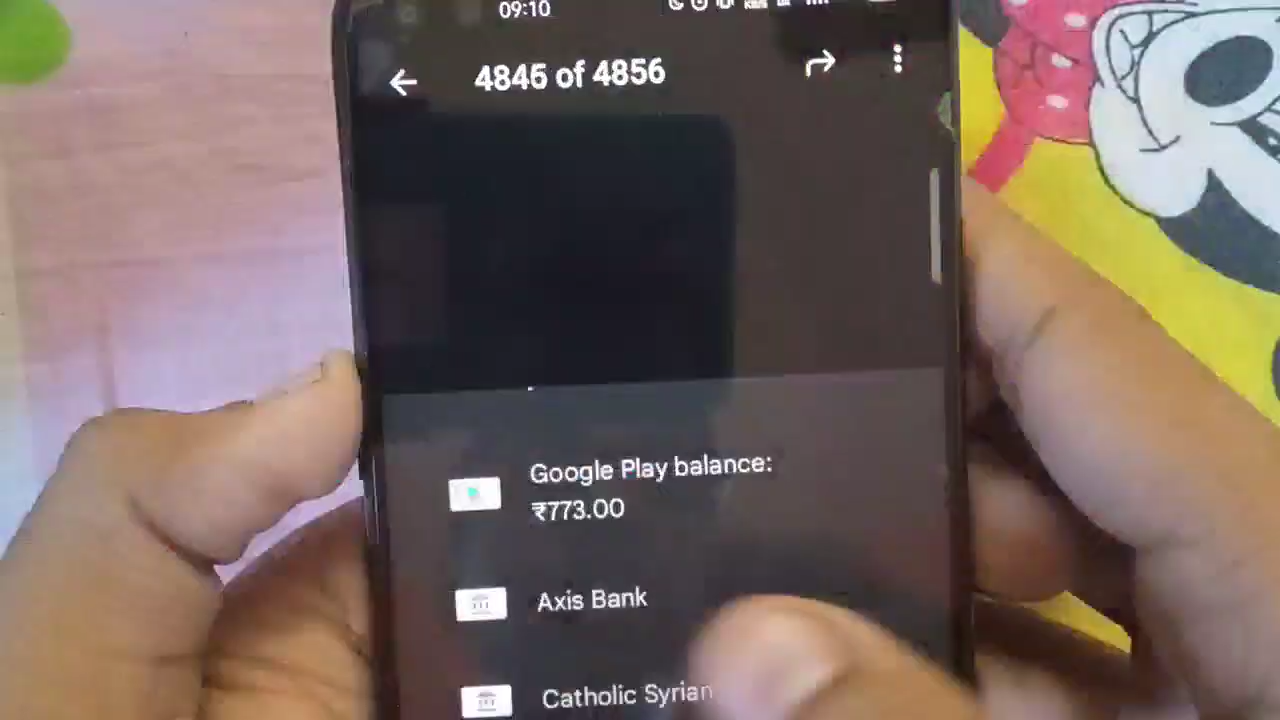 09:10
4845 of 4856
Google Play balance:
₹773.00
Axis Bank
Catholic Syrian